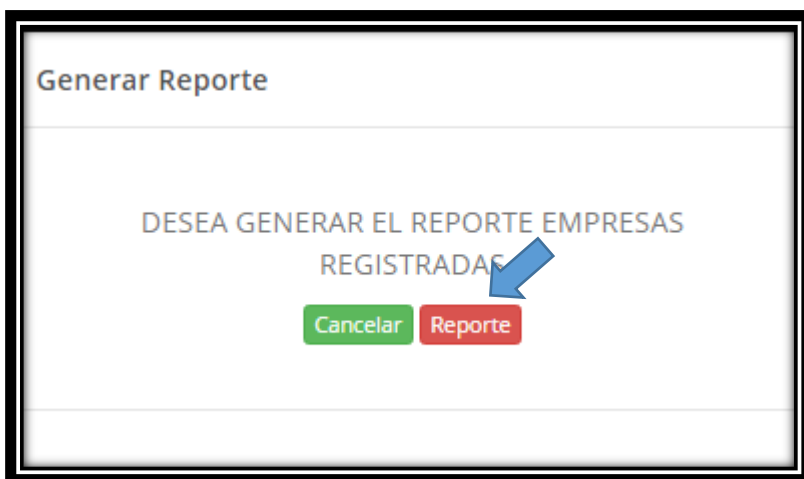 Generar Reporte
DESEA GENERAR EL REPORTE EMPRESAS
REGISTRADAS
Cancelar Reporte